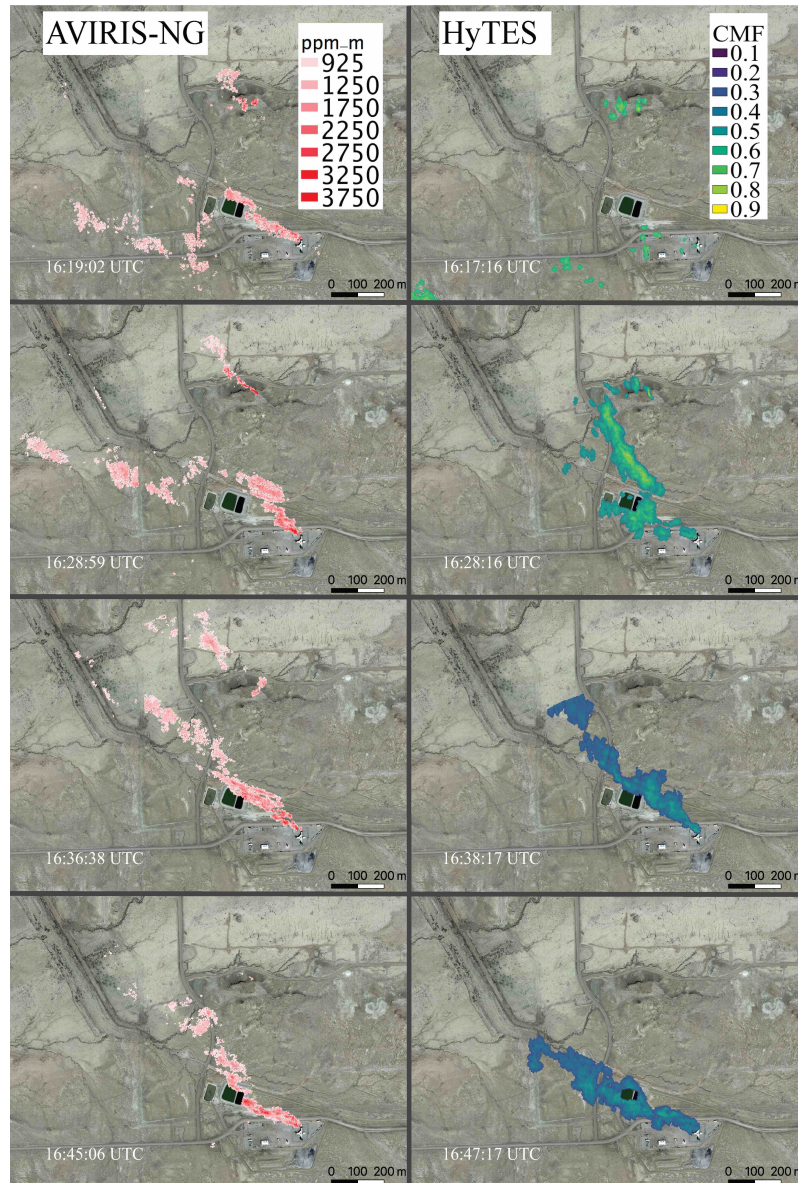 AVIRIS-NG
ppm_m
925
1250
1750
2250
2750
3250
3750
16:19:02 UTC
0 100 200 m
HyTES
CMF
0.1
0.2
0.3
0.4
0.5
0.6
0.7
0.8
0.9
16:17:16 UTC
0 100 200 m
16:28:59 UTC
0 100 200 m
16:28:16 UTC
0 100 200 m
16:36:38 UTC
0 100 200 m
16:38:17 UTC
0 100 200 m
16:45:06 UTC
0 100 200 m
16:47:17 UTC
0 100 200 m